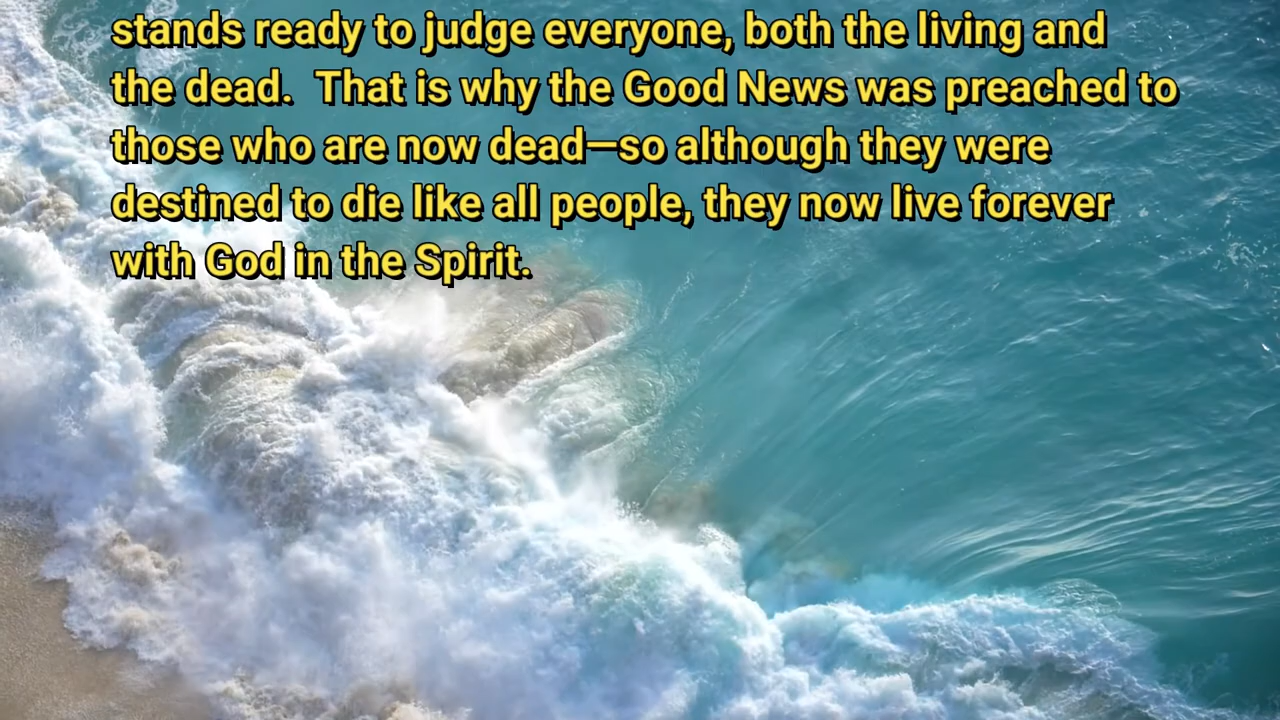 stands ready to judge everyone, both the living and
the dead.  That is why the Good News was preached to
those who are now dead—so although they were
destined to die like all people, they now live forever
with God in the Spirit.